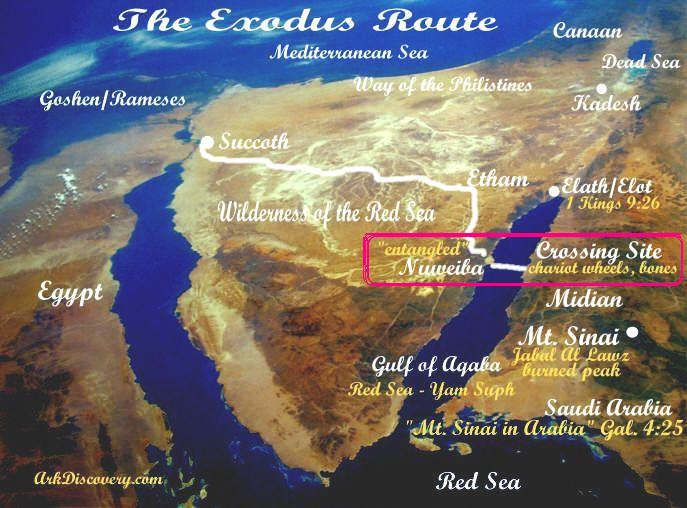 The Exodus Route
Mediterranean Sea
Canaan
Dead Sea
Way of the Philistines
Kadesh
Goshen/Rameses
Succoth
Etham
Elath/Elot
1 Kings 9:26
Wilderness of the Red Sea
"entangled"
Nuweiba
Crossing Site
chariot wheels, bones
Egypt
Midian
Mt. Sinai
Jabal Al Lawz
burned peak
Gulf of Aqaba
Red Sea - Yam Suph
Saudi Arabia
"Mt. Sinai in Arabia" Gal. 4:25
ArkDiscovery.com
Red Sea